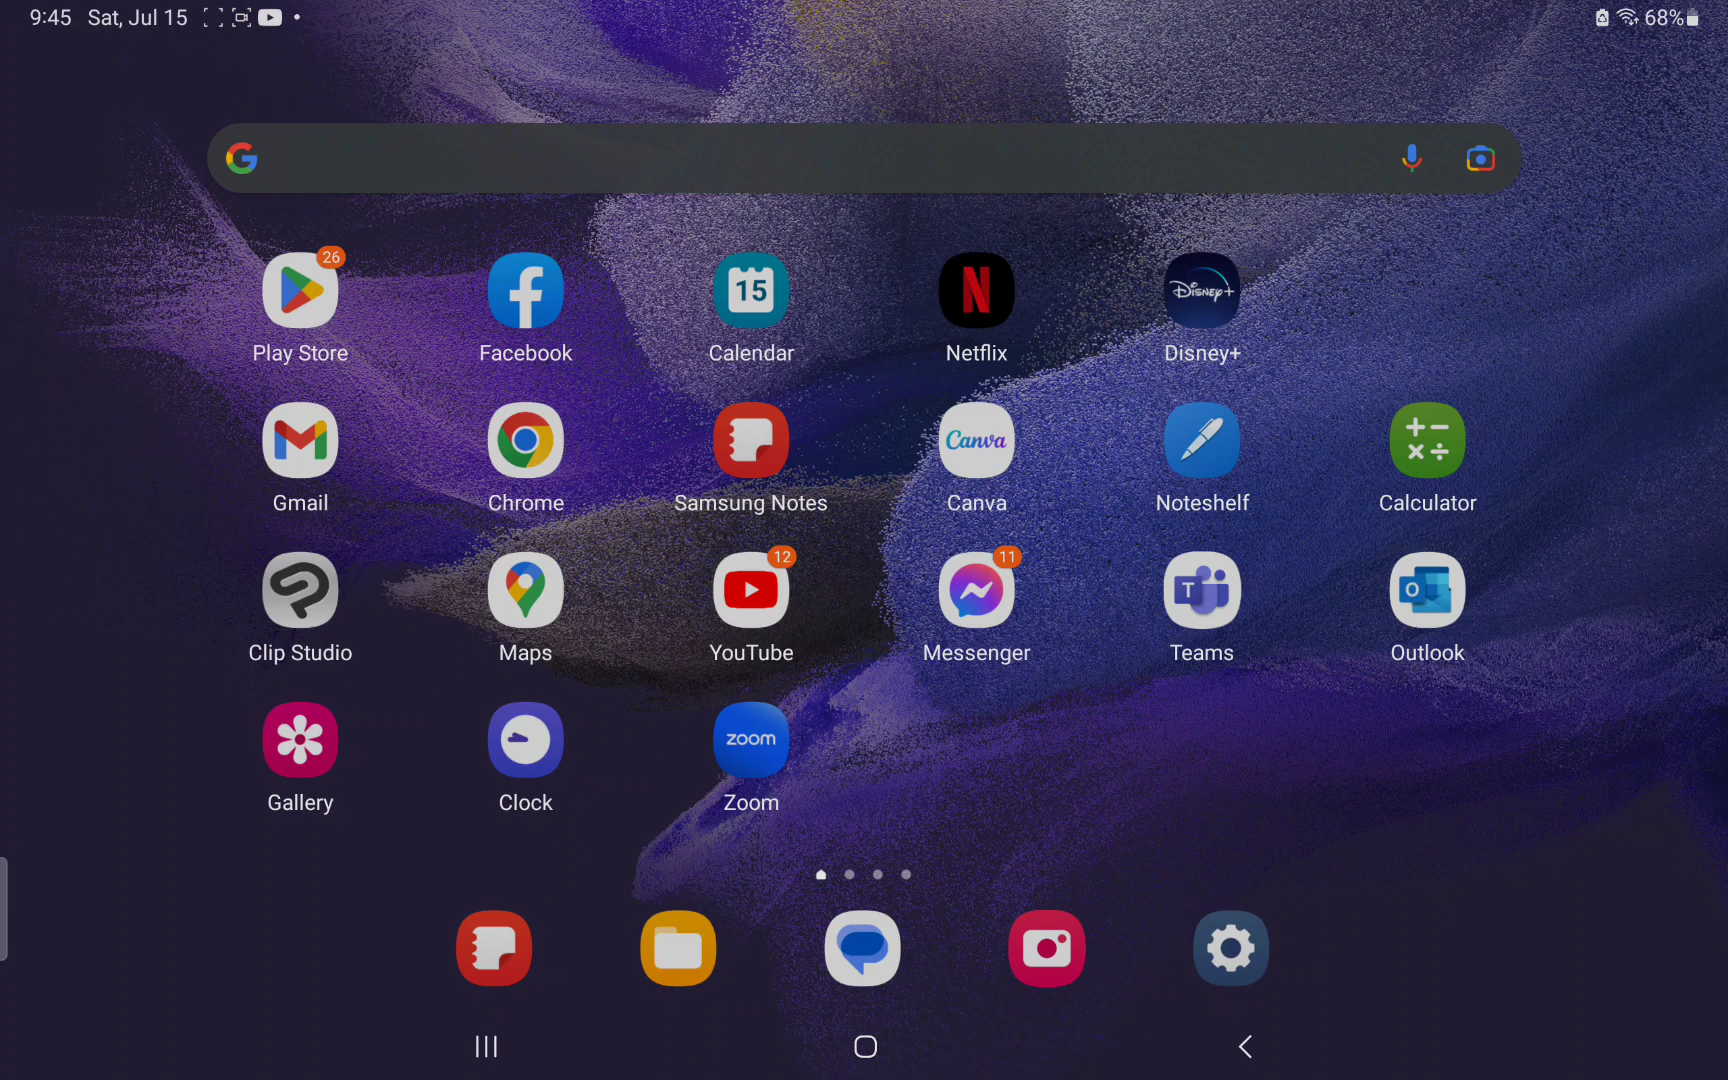 9:45 Sat, Jul 15 68%
26
15
Disney+
Play Store Facebook Calendar Netflix Disney+
Canva
Gmail Chrome Samsung Notes Canva Noteshelf Calculator
12 11
T O
Clip Studio Maps YouTube Messenger Teams Outlook
zoom
Gallery Clock Zoom